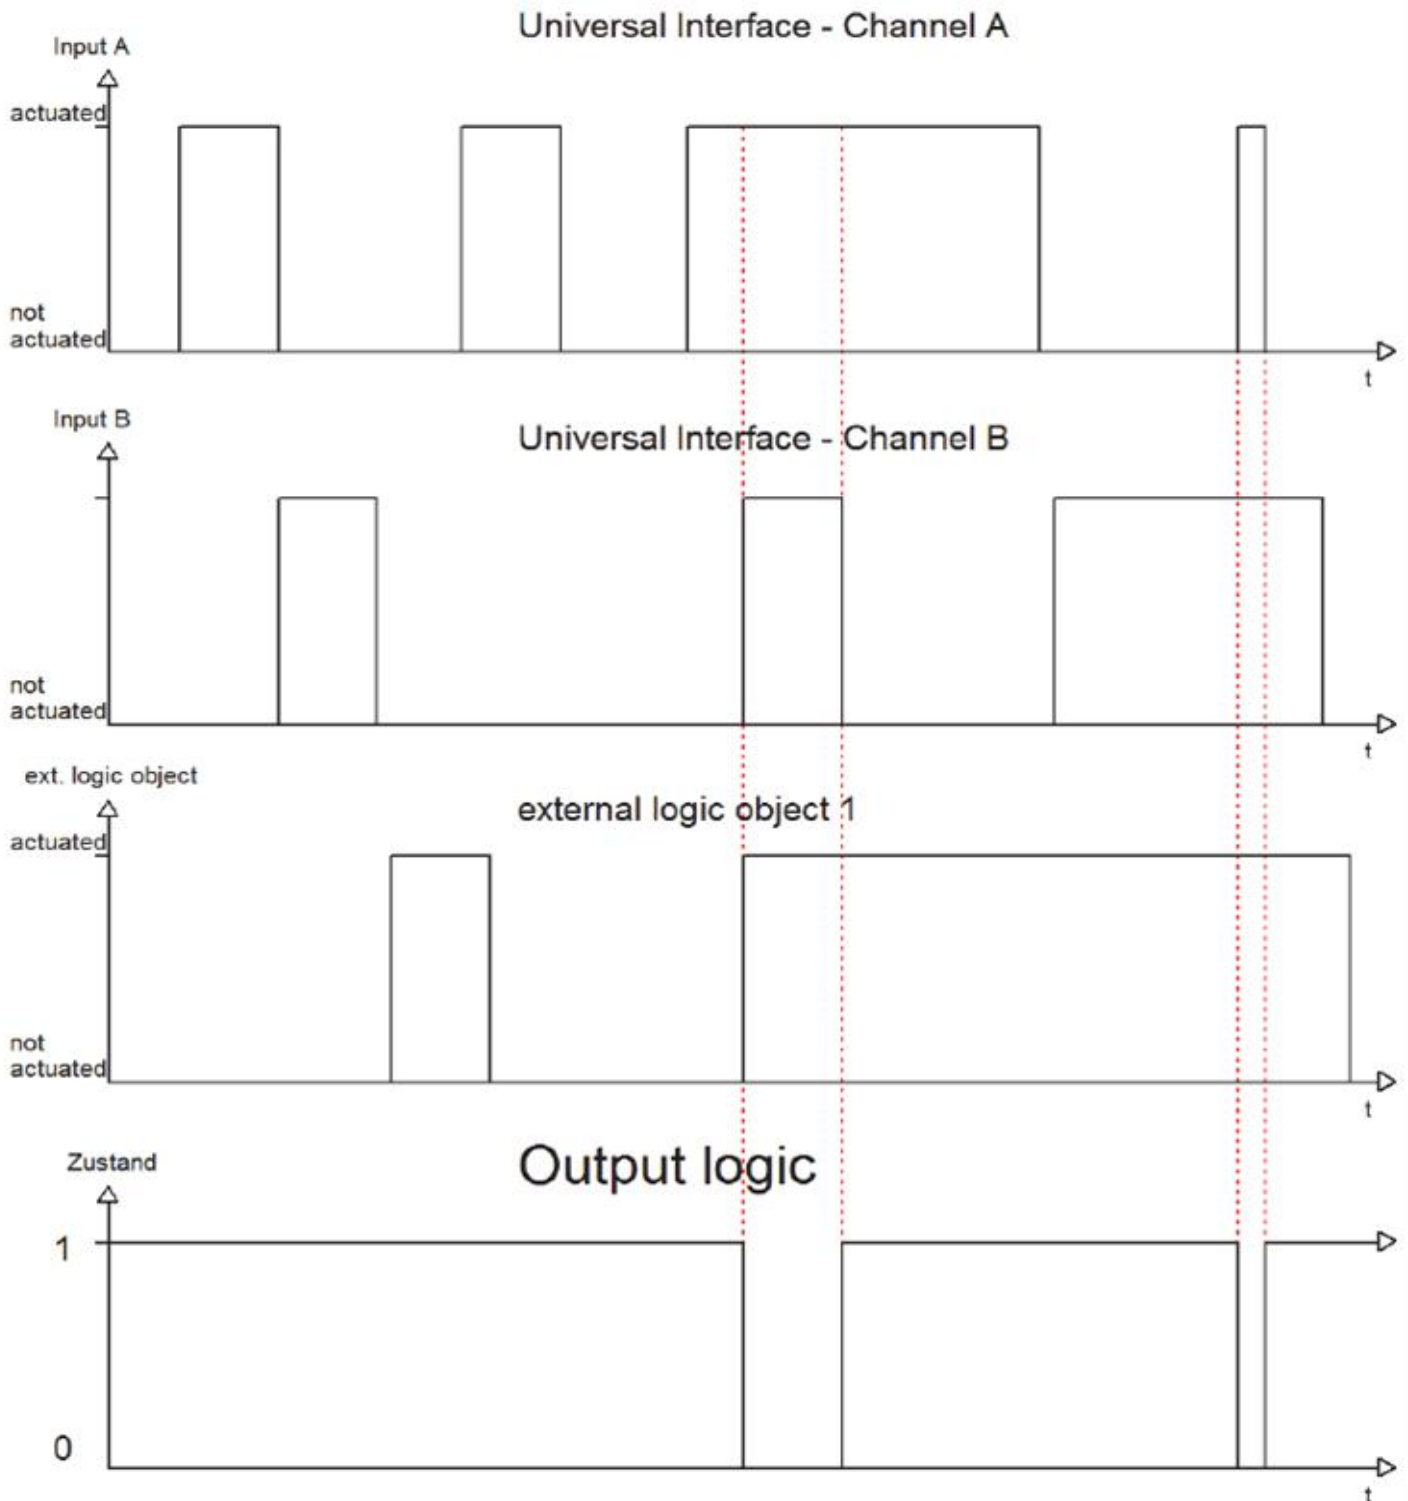 Universal Interface - Channel A
Input A
actuated
not
actuated
t
Input B
Universal Interface - Channel B
not
actuated
t
ext. logic object
external logic object 1
actuated
not
actuated
t
Zustand
Output logic
1
0
t